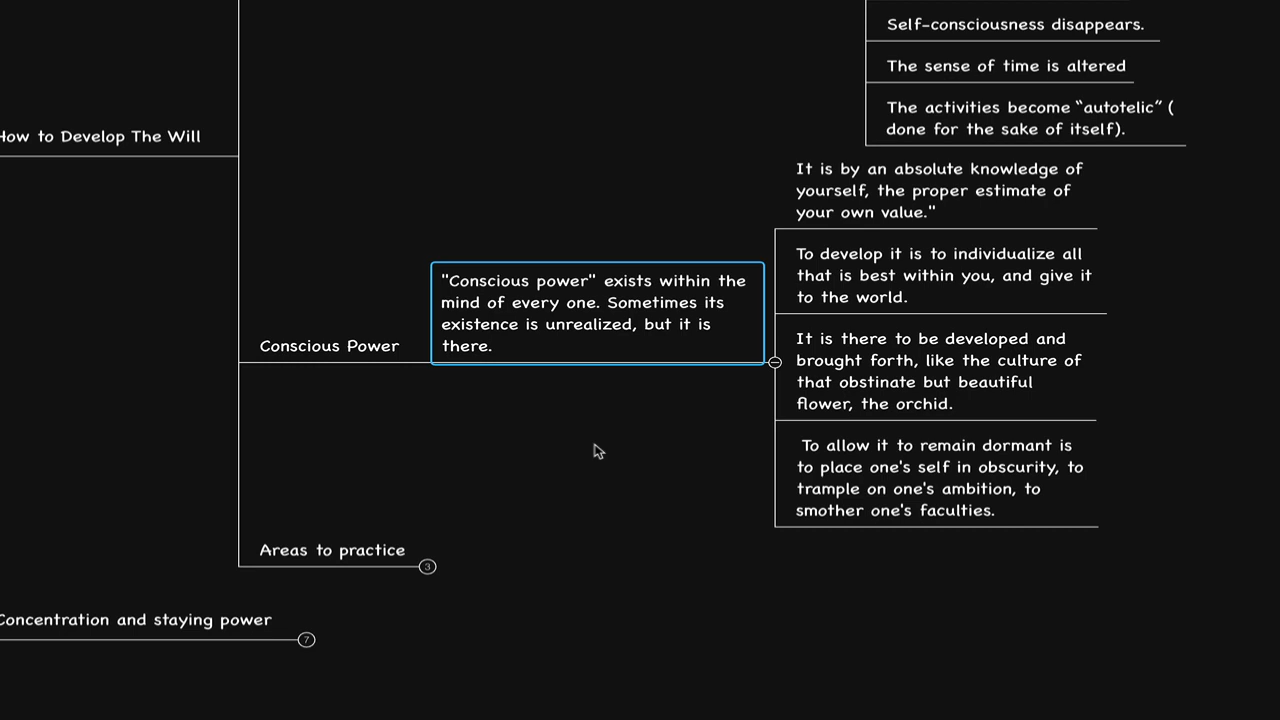 Self-consciousness disappears.
The sense of time is altered
The activities become “autotelic” (
done for the sake of itself).
How to Develop The Will
It is by an absolute knowledge of
yourself, the proper estimate of
your own value."
To develop it is to individualize all
that is best within you, and give it
to the world.
"Conscious power" exists within the
mind of every one. Sometimes its
existence is unrealized, but it is
there.
Conscious Power
It is there to be developed and
brought forth, like the culture of
that obstinate but beautiful
flower, the orchid.
To allow it to remain dormant is
to place one's self in obscurity, to
trample on one's ambition, to
smother one's faculties.
Areas to practice
3
Concentration and staying power
7